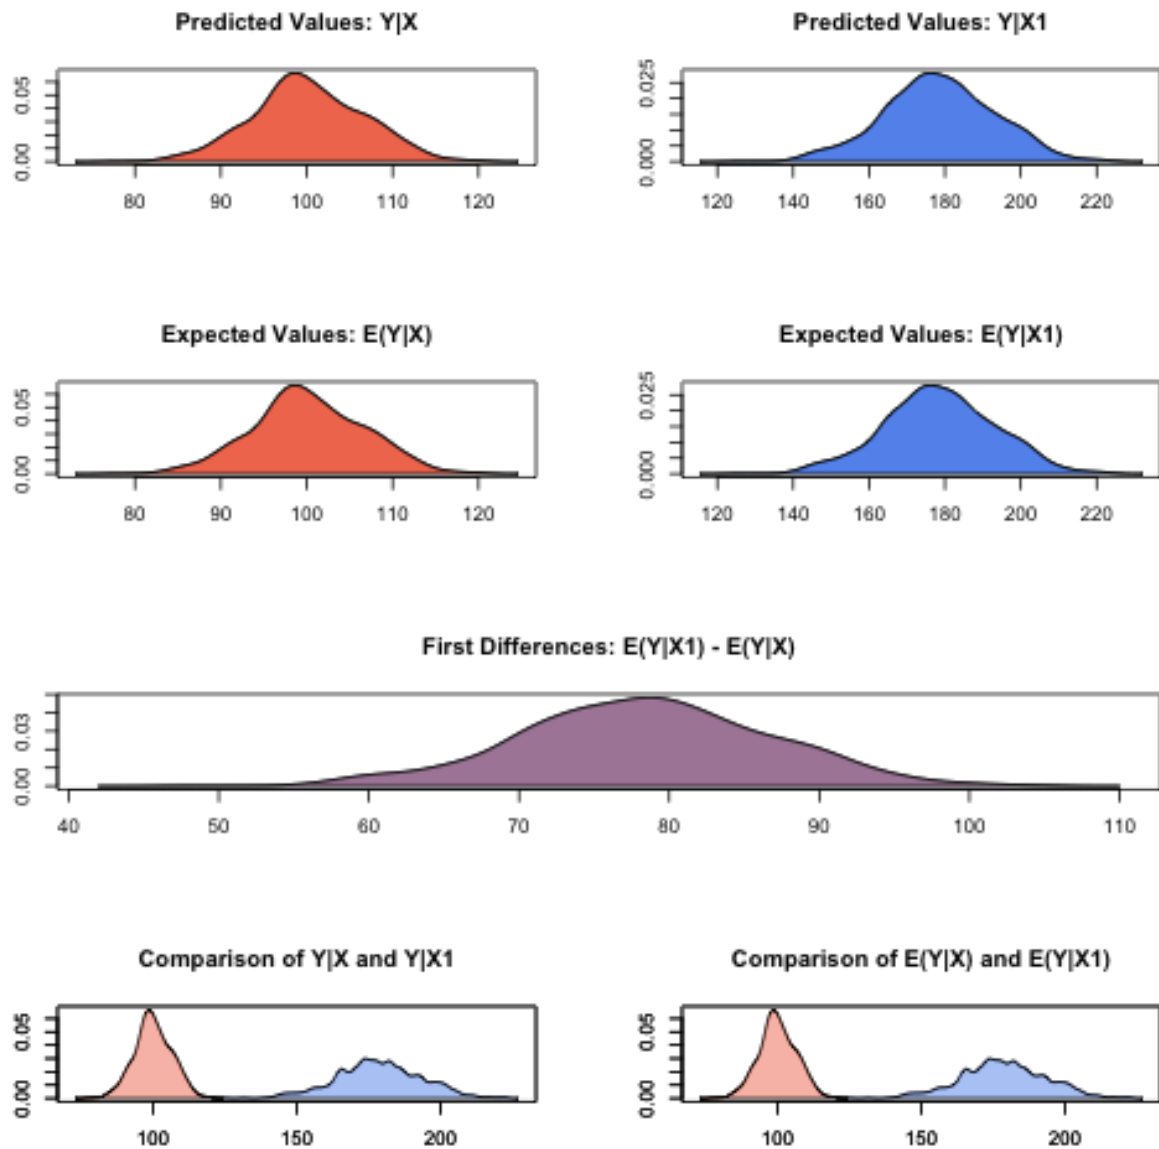 Predicted Values: Y|X
0.00 0.05
80 90 100 110 120
Predicted Values: Y|X1
0.000 0.025
120 140 160 180 200 220
Expected Values: E(Y|X)
0.00 0.05
80 90 100 110 120
Expected Values: E(Y|X1)
0.000 0.025
120 140 160 180 200 220
First Differences: E(Y|X1) - E(Y|X)
0.00 0.03
40 50 60 70 80 90 100 110
Comparison of Y|X and Y|X1
0.00 0.05
100 150 200
Comparison of E(Y|X) and E(Y|X1)
0.00 0.05
100 150 200